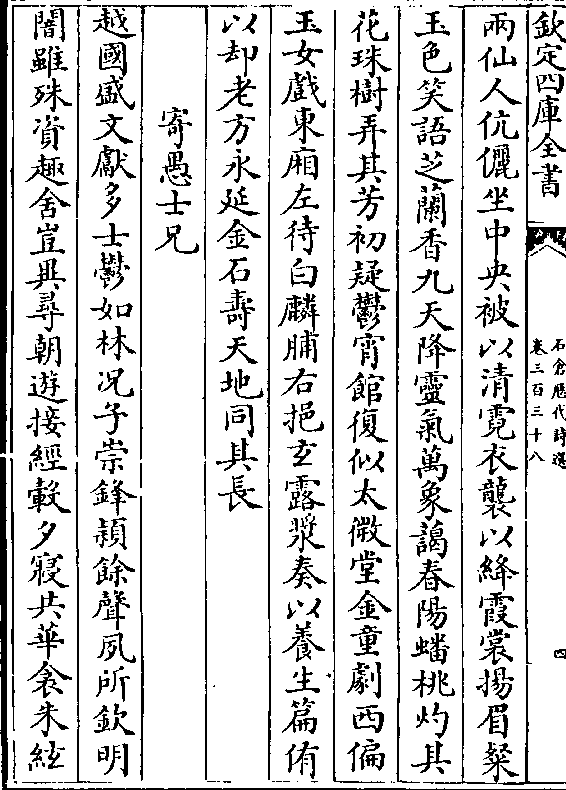 欽定四庫全書
石倉歷代詩選
卷三百三十八
四
兩仙人伉儷坐中央被以清霓衣襲以絳霞裳揚眉粲
玉色笑語芝蘭香九天降靈氣萬象藹春陽蟠桃灼其
花珠樹弄其芳初疑鬱宵館復似太微堂金童劇西偏
玉女戲東廂左待白麟脯右挹玄露漿奏以養生篇侑
以却老方永延金石壽天地同其長
寄愚士兄
越國盛文獻多士鬱如林况子崇鋒穎餘聲夙所欽明
闇雖殊資趣舍豈異尋朝遊接經軗夕寢共華衾朱絃